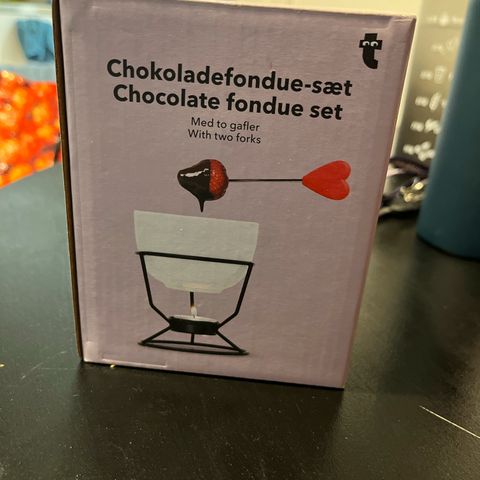 Chokoladefondue-sæt
Chocolate fondue set
Med to gafler
With two forks